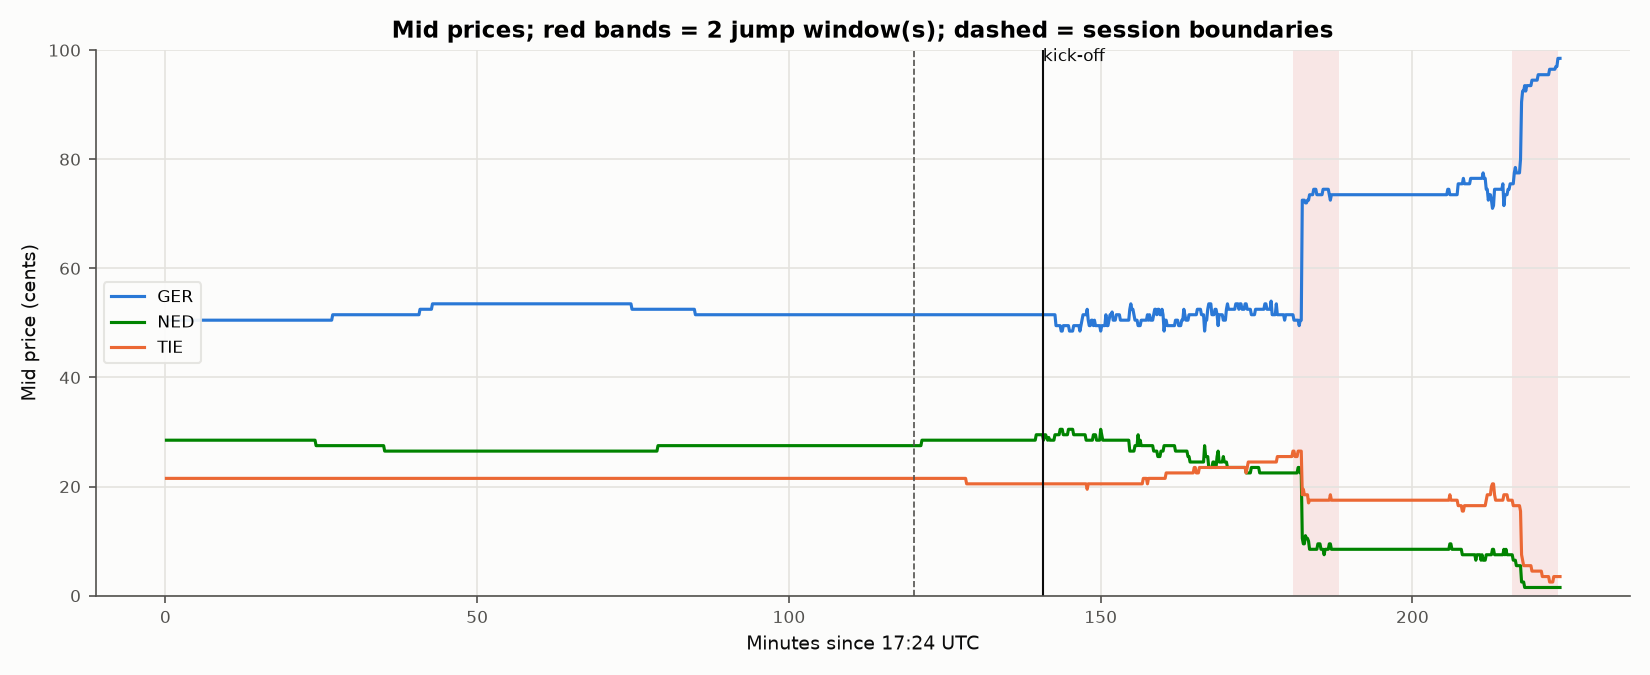 Mid prices; red bands = 2 jump window(s); dashed = session boundaries
kick-off
100
80
60
40
20
0
Mid price (cents)
GER
NED
TIE
0
50
100
150
200
Minutes since 17:24 UTC